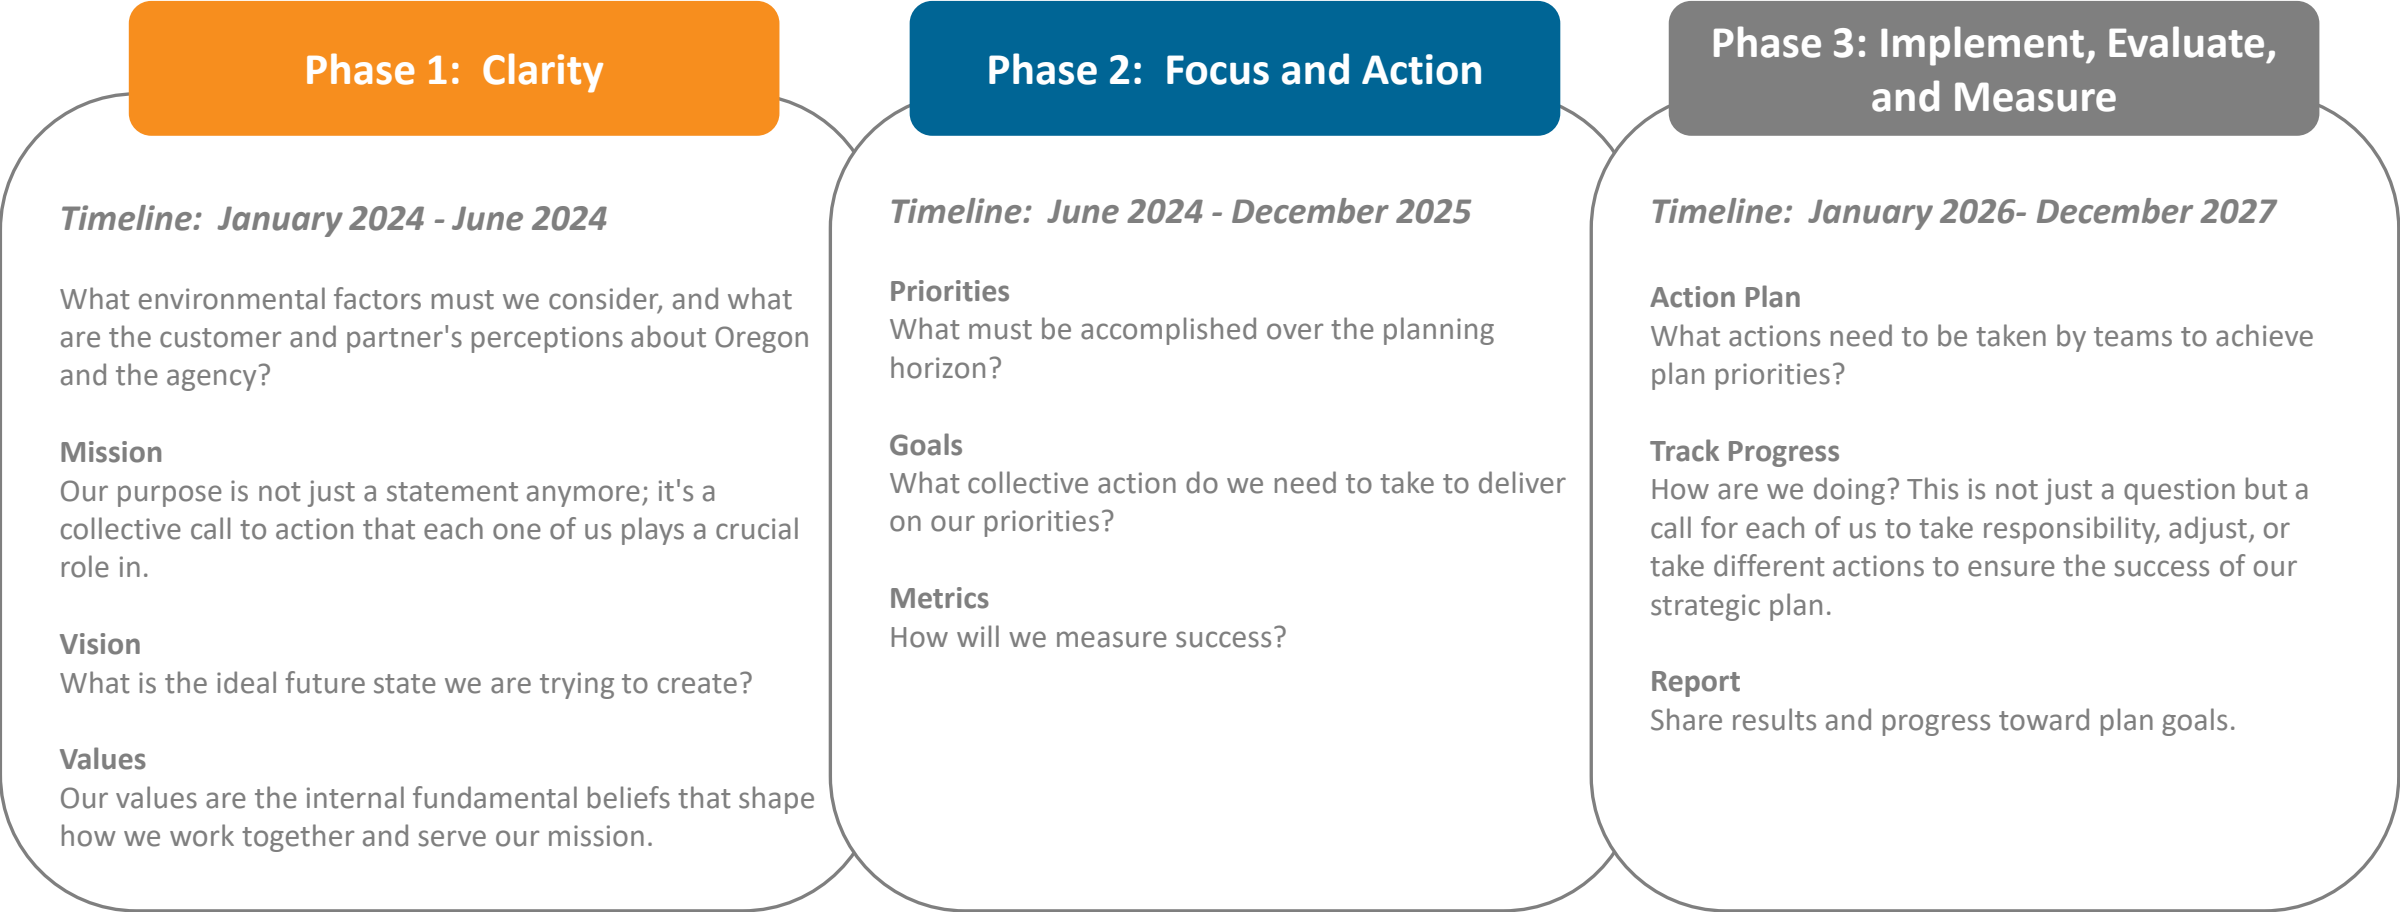 Phase 1:  Clarity
Timeline:  January 2024 - June 2024
What environmental factors must we consider, and what
are the customer and partner's perceptions about Oregon
and the agency?
Mission
Our purpose is not just a statement anymore; it's a
collective call to action that each one of us plays a crucial
role in.
Vision
What is the ideal future state we are trying to create?
Values
Our values are the internal fundamental beliefs that shape
how we work together and serve our mission.
Phase 2:  Focus and Action
Timeline:  June 2024 - December 2025
Priorities
What must be accomplished over the planning
horizon?
Goals
What collective action do we need to take to deliver
on our priorities?
Metrics
How will we measure success?
Phase 3: Implement, Evaluate,
and Measure
Timeline:  January 2026- December 2027
Action Plan
What actions need to be taken by teams to achieve
plan priorities?
Track Progress
How are we doing? This is not just a question but a
call for each of us to take responsibility, adjust, or
take different actions to ensure the success of our
strategic plan.
Report
Share results and progress toward plan goals.